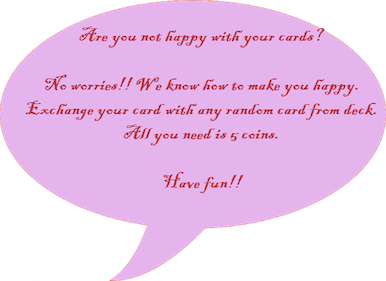 Are you not happy with your cards?
No worries!! We know how to make you happy.
Exchange your card with any random card from deck.
All you need is 5 coins.
Have fun!!